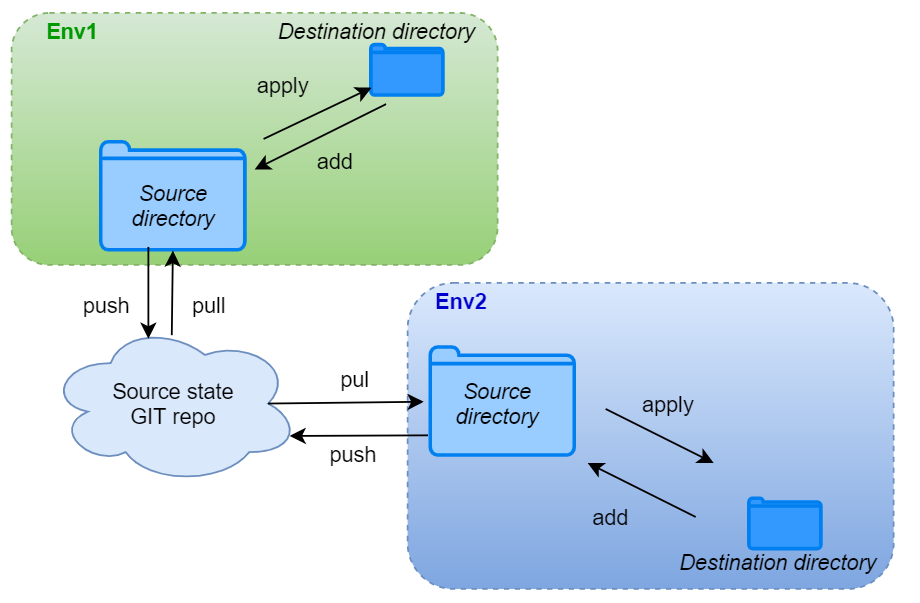 Env1
Destination directory
apply
add
Source
directory
push
pull
Env2
Source state
GIT repo
pul
push
Source
directory
apply
add
Destination directory